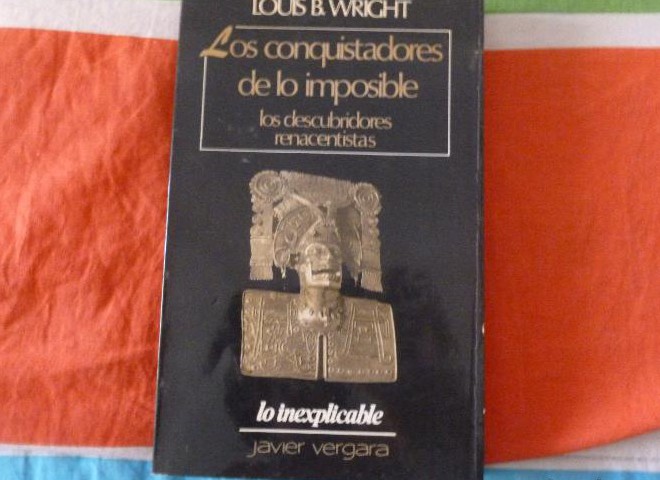 LOUIS B. WRIGHT
Los conquistadores
de lo imposible
los descubridores
renacentistas
lo inexplicable
javier vergara